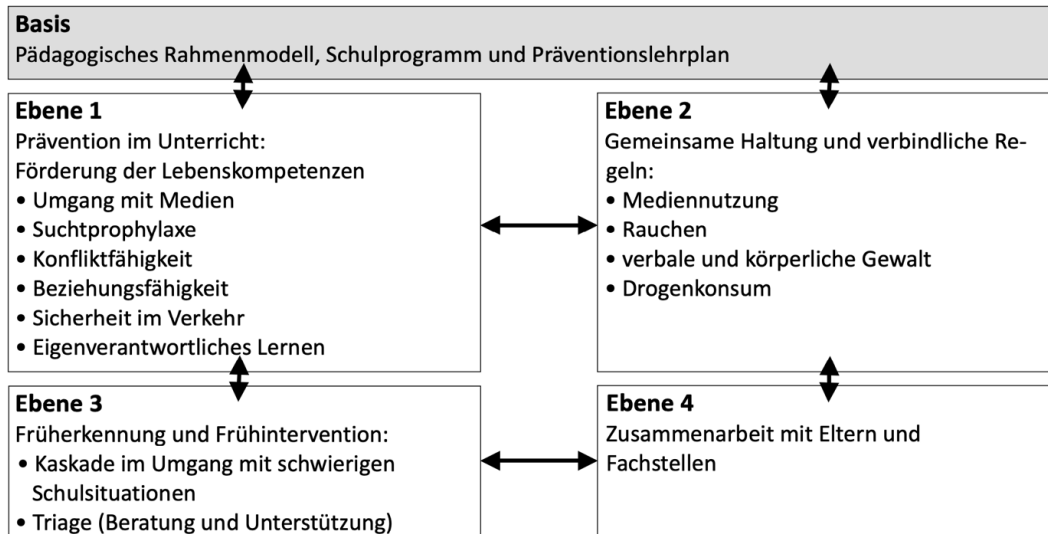 Basis
Pädagogisches Rahmenmodell, Schulprogramm und Präventionslehrplan
Ebene 1
Prävention im Unterricht:
Förderung der Lebenskompetenzen
• Umgang mit Medien
• Suchtprophylaxe
• Konfliktfähigkeit
• Beziehungsfähigkeit
• Sicherheit im Verkehr
• Eigenverantwortliches Lernen
Ebene 2
Gemeinsame Haltung und verbindliche Re-
geln:
• Mediennutzung
• Rauchen
• verbale und körperliche Gewalt
• Drogenkonsum
Ebene 3
Früherkennung und Frühintervention:
• Kaskade im Umgang mit schwierigen
Schulsituationen
• Triage (Beratung und Unterstützung)
Ebene 4
Zusammenarbeit mit Eltern und
Fachstellen